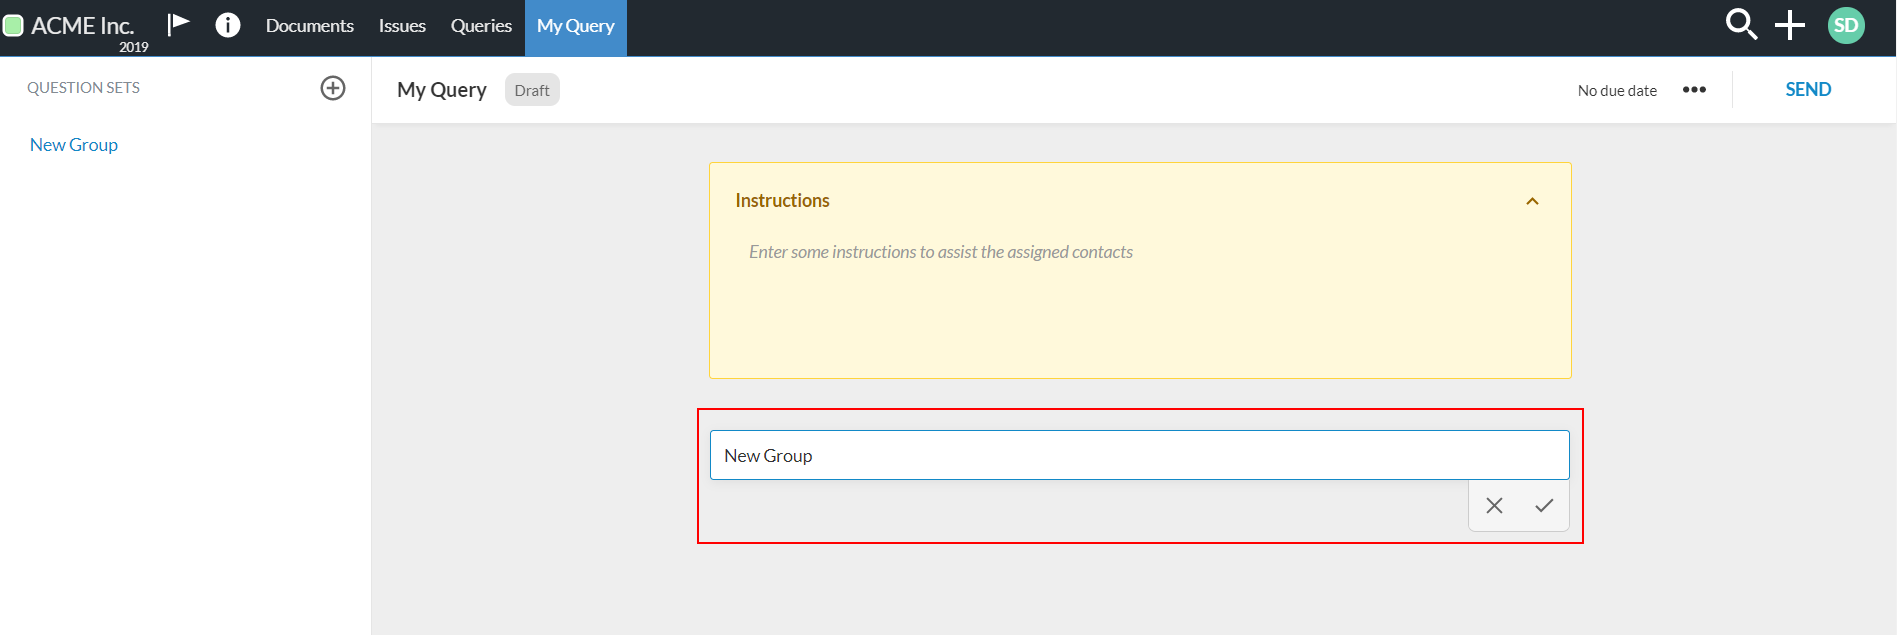 ACME Inc.
2019
Documents Issues Queries My Query
SD
QUESTION SETS
New Group
My Query Draft
No due date
SEND
Instructions
Enter some instructions to assist the assigned contacts
New Group